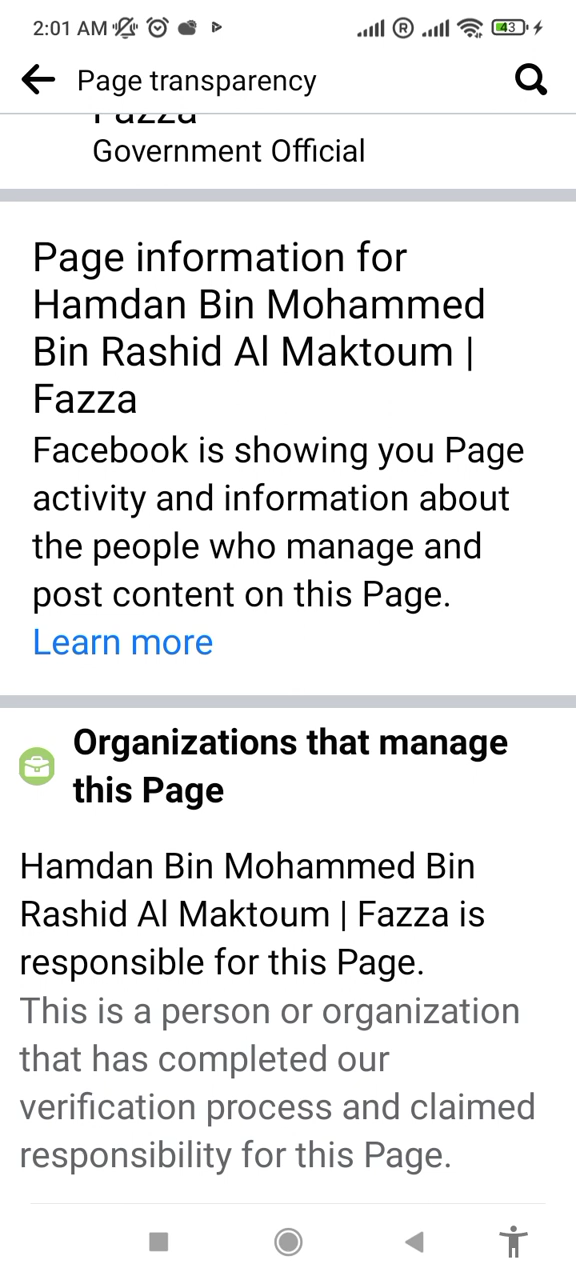 2:01 AM
R
43
Page transparency
Fazza
Government Official
Page information for
Hamdan Bin Mohammed
Bin Rashid Al Maktoum |
Fazza
Facebook is showing you Page
activity and information about
the people who manage and
post content on this Page.
Learn more
Organizations that manage
this Page
Hamdan Bin Mohammed Bin
Rashid Al Maktoum | Fazza is
responsible for this Page.
This is a person or organization
that has completed our
verification process and claimed
responsibility for this Page.